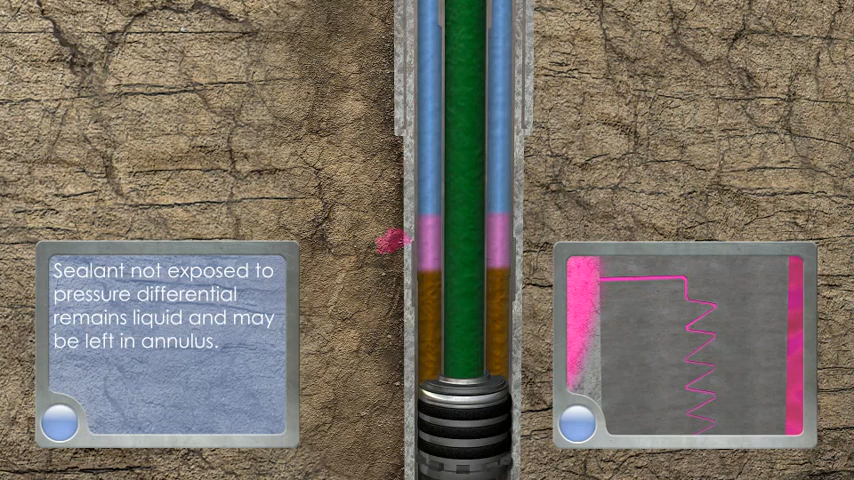 Sealant not exposed to
pressure differential
remains liquid and may
be left in annulus.